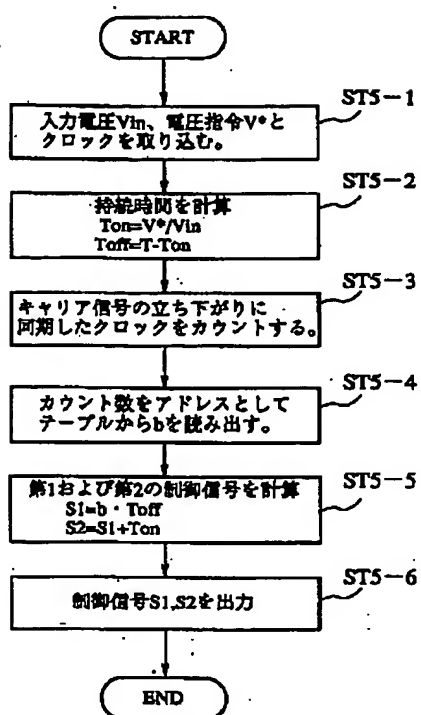 START
ST5-1
入力電圧Vin、電圧指令V*と
クロックを取り込む。
ST5-2
持続時間を計算
Ton=V*/Vin
Toff=T-Ton
ST5-3
キャリア信号の立ち下がりに
同期したクロックをカウントする。
ST5-4
カウント数をアドレスとして
テーブルからbを読み出す。
ST5-5
第1および第2の制御信号を計算
S1=b・Toff
S2=S1+Ton
ST5-6
制御信号S1,S2を出力
END